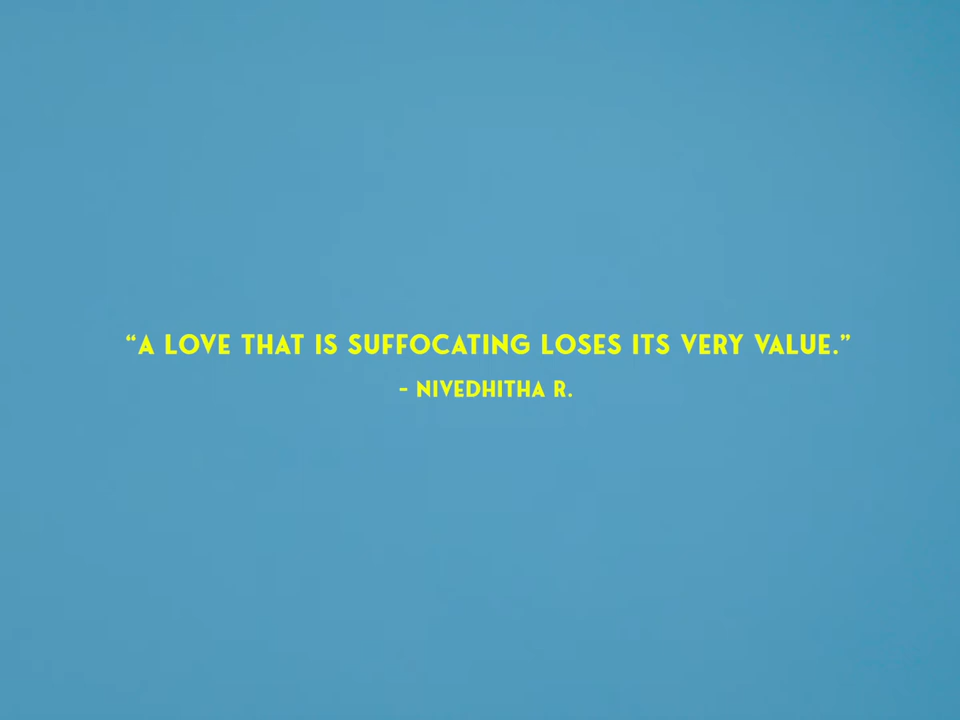 “A LOVE THAT IS SUFFOCATING LOSES ITS VERY VALUE.”
- NIVEDHITHA R.